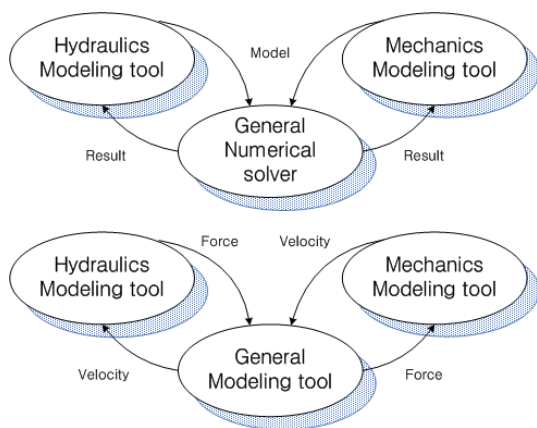 Hydraulics
Modeling tool
Model
Mechanics
Modeling tool
General
Numerical
solver
Result
Result
Hydraulics
Modeling tool
Force
Velocity
Mechanics
Modeling tool
General
Modeling tool
Velocity
Force